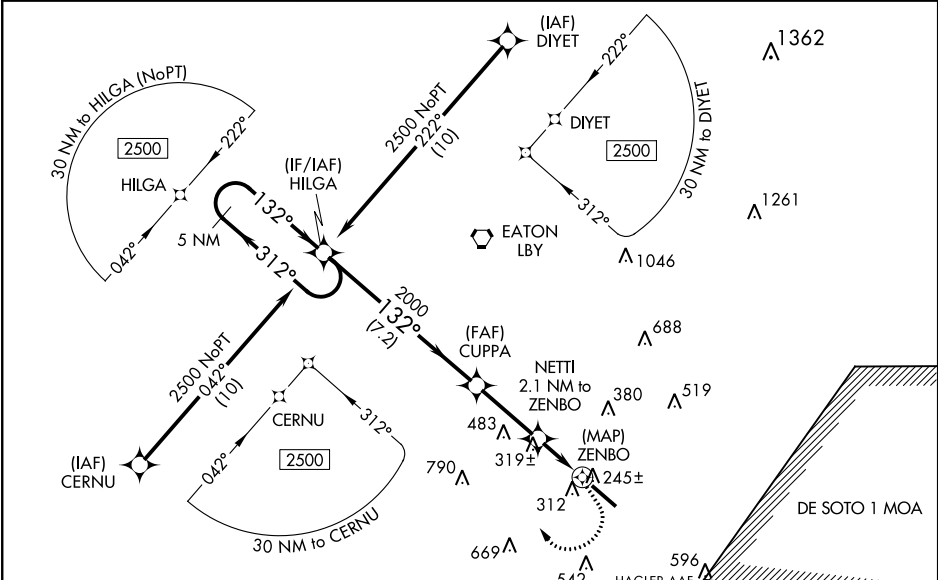 (IAF)
DIYET
1362
30 NM to HILGA (NoPT)
222°
2500
HILGA
042°
2500 NoPT
222°
(10)
222°
DIYET
2500
312°
30 NM to DIYET
(IF/IAF)
HILGA
132°
5 NM
312°
EATON
LBY
1261
1046
2000
132°
(7.2)
688
(FAF)
CUPPA
NETTI
2.1 NM to
ZENBO
380
519
2500 NoPT
042°
(10)
CERNU
312°
042°
2500
30 NM to CERNU
(IAF)
CERNU
483
319±
(MAP)
ZENBO
790
245±
312
DE SOTO 1 MOA
669
542
596
HAGLER AAF